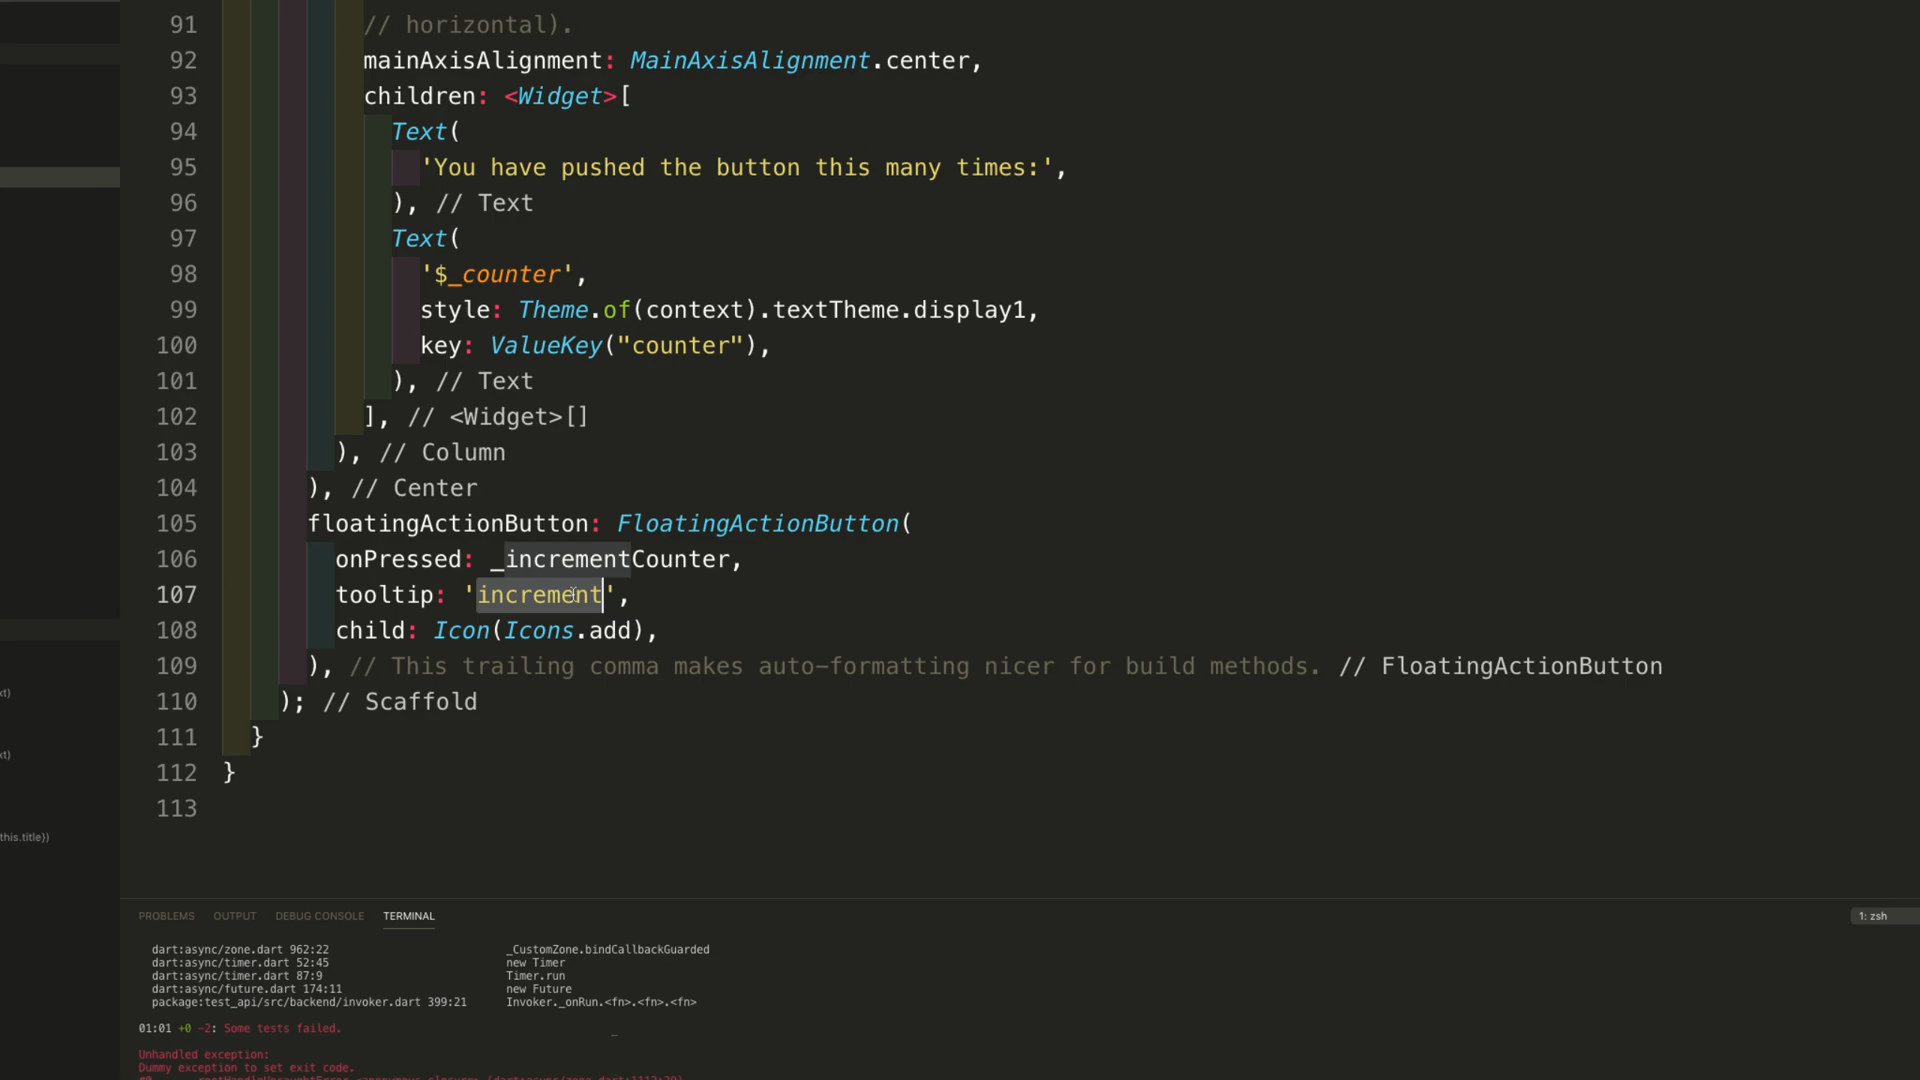 91 // horizontal).
92 mainAxisAlignment: MainAxisAlignment.center,
93 children: <Widget>[
94 Text(
95 'You have pushed the button this many times:',
96 ), // Text
97 Text(
98 '$_counter',
99 style: Theme.of(context).textTheme.display1,
100 key: ValueKey("counter"),
101 ), // Text
102 ], // <Widget>[]
103 ), // Column
104 ), // Center
105 floatingActionButton: FloatingActionButton(
106 onPressed: _incrementCounter,
107 tooltip: 'increment',
108 child: Icon(Icons.add),
109 ), // This trailing comma makes auto-formatting nicer for build methods. // FloatingActionButton
110 ); // Scaffold
111 }
112 }
113
xt)
xt)
this.title})
PROBLEMS OUTPUT DEBUG CONSOLE TERMINAL 1: zsh
dart:async/zone.dart 962:22 _CustomZone.bindCallbackGuarded
dart:async/timer.dart 52:45 new Timer
dart:async/timer.dart 87:9 Timer.run
dart:async/future.dart 174:11 new Future
package:test_api/src/backend/invoker.dart 399:21 Invoker._onRun.<fn>.<fn>.<fn>
01:01 +0 -2: Some tests failed.
Unhandled exception:
Dummy exception to set exit code.